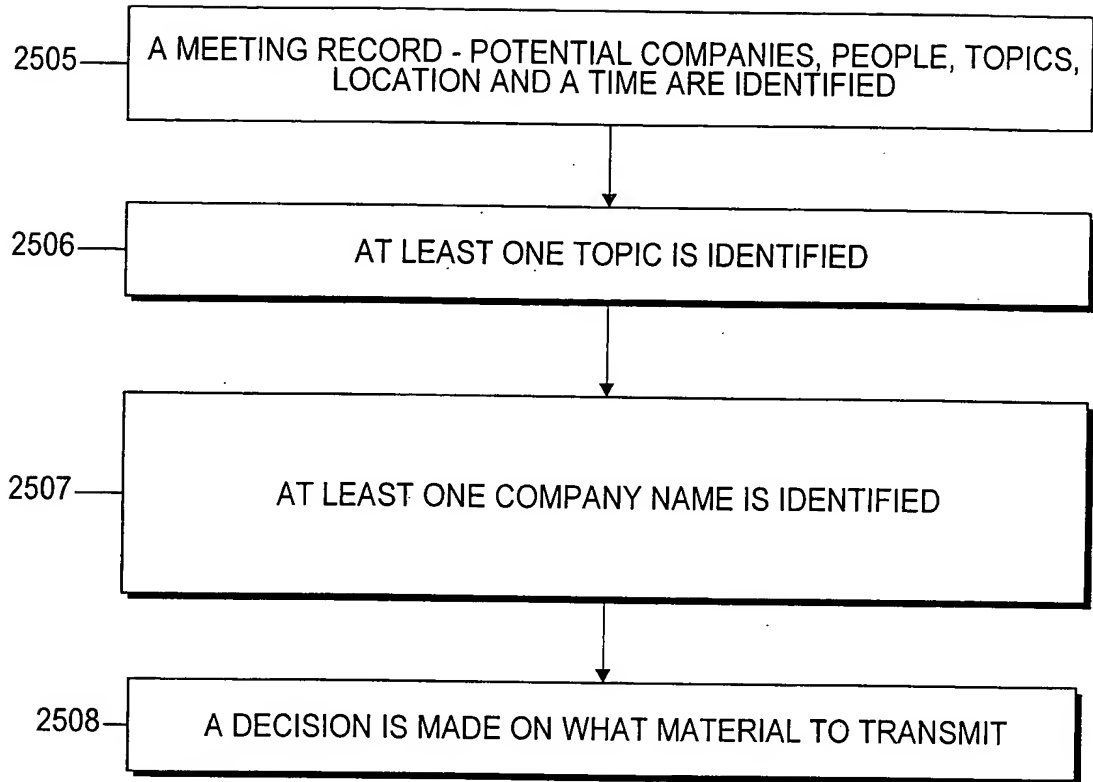 2505
A MEETING RECORD - POTENTIAL COMPANIES, PEOPLE, TOPICS,
LOCATION AND A TIME ARE IDENTIFIED
2506
AT LEAST ONE TOPIC IS IDENTIFIED
2507
AT LEAST ONE COMPANY NAME IS IDENTIFIED
2508
A DECISION IS MADE ON WHAT MATERIAL TO TRANSMIT